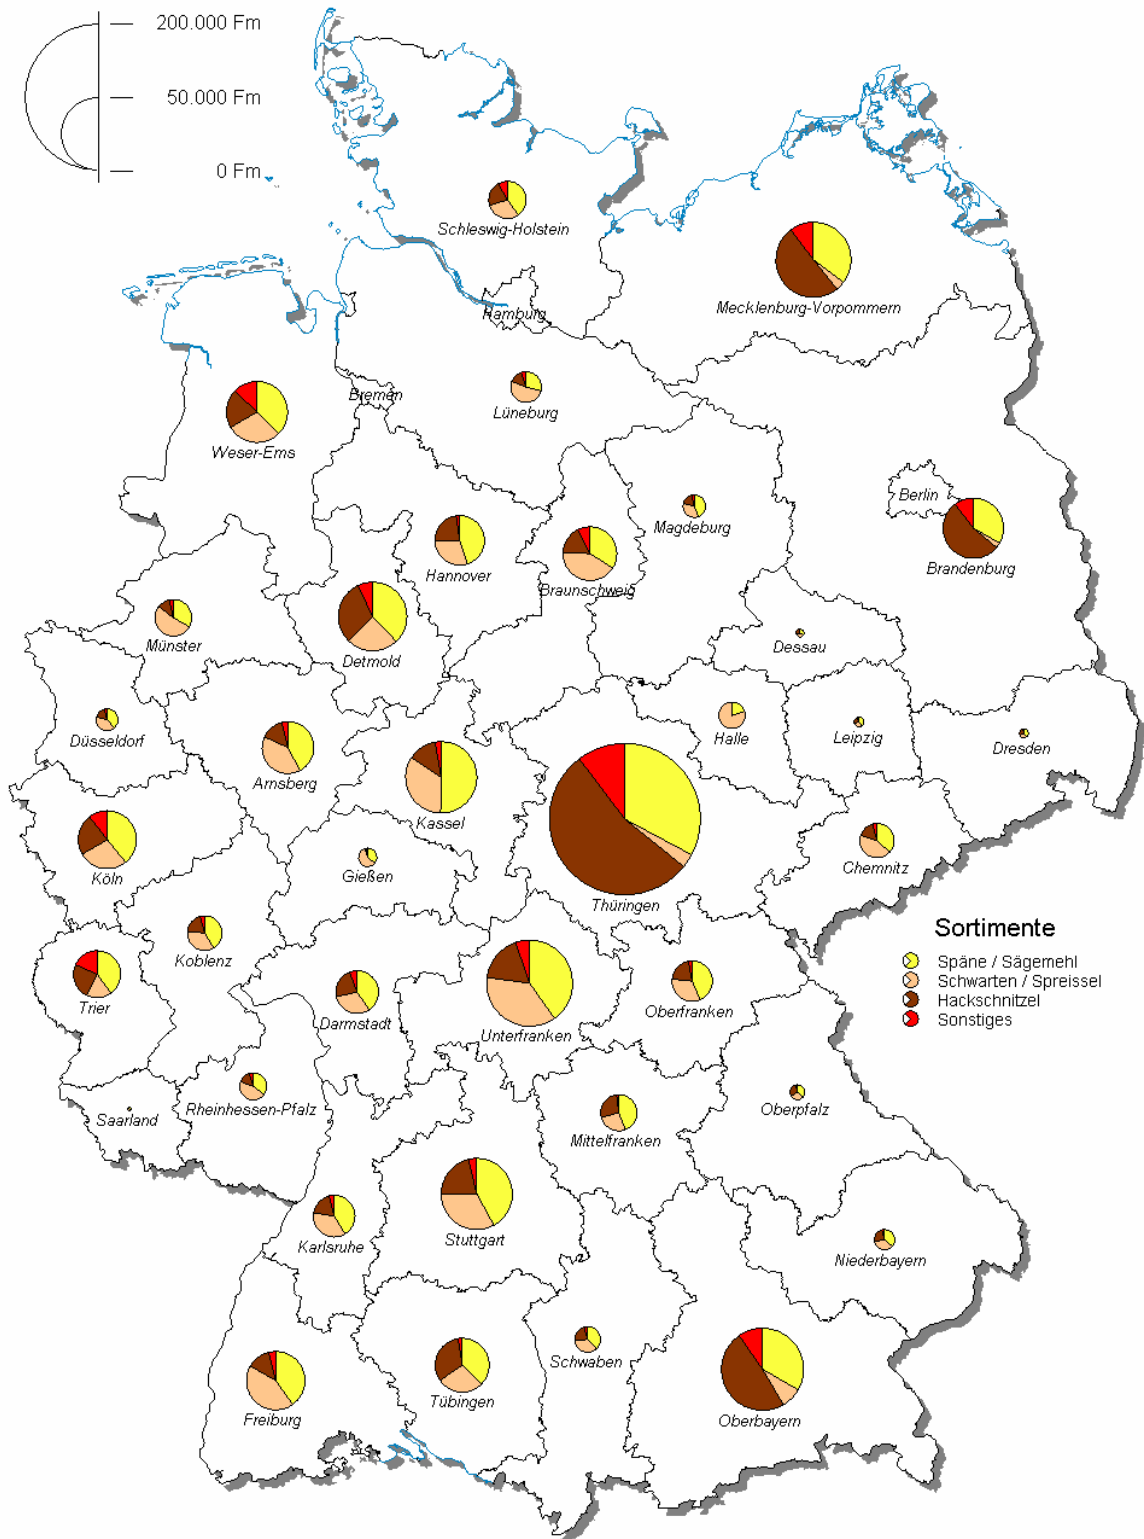 200.000 Fm
50.000 Fm
0 Fm
Schleswig-Holstein
Mecklenburg-Vorpommern
Hamburg
Bremen
Lüneburg
Weser-Ems
Berlin
Magdeburg
Hannover
Braunschweig
Brandenburg
Münster
Detmold
Dessau
Düsseldorf
Arnsberg
Halle
Leipzig
Dresden
Kassel
Köln
Gießen
Thüringen
Chemnitz
Koblenz
Sortimente
Späne / Sägemehl
Schwarten / Spreissel
Hackschnitzel
Sonstiges
Trier
Darmstadt
Unterfranken
Oberfranken
Saarland
Rheinhessen-Pfalz
Mittelfranken
Oberpfalz
Karlsruhe
Stuttgart
Niederbayern
Schwaben
Freiburg
Tübingen
Oberbayern